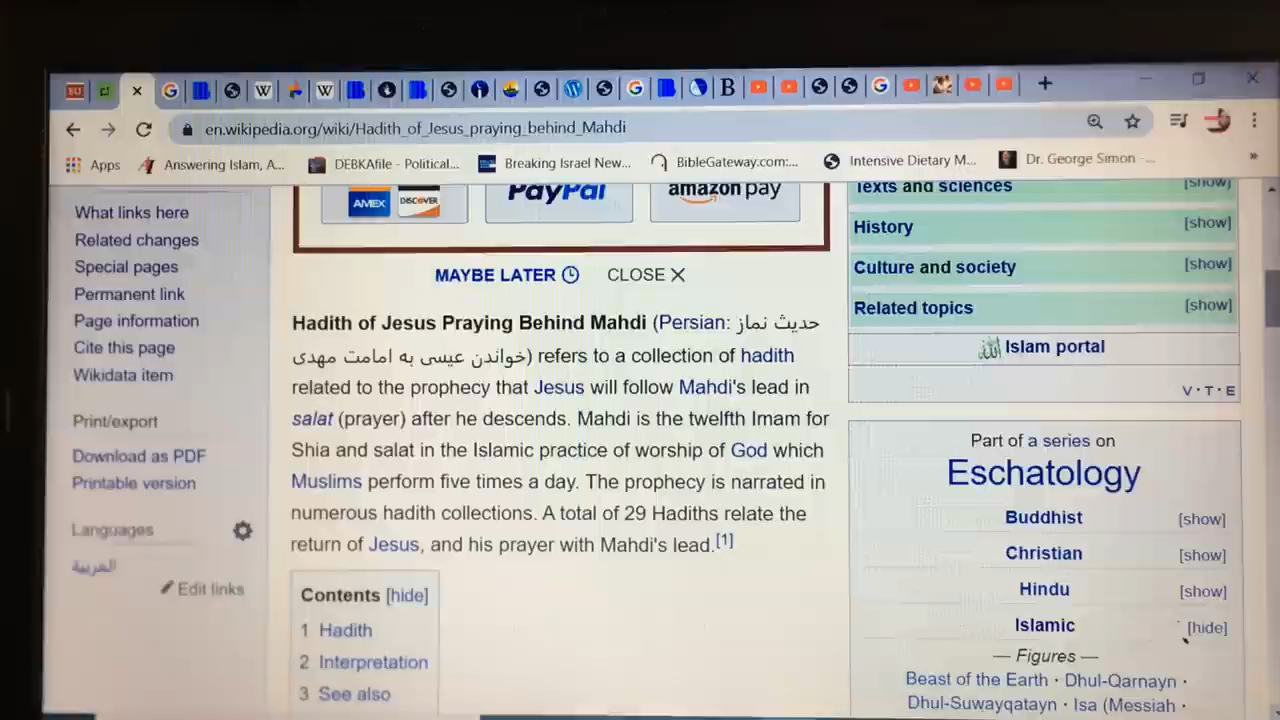 EU
B
en.wikipedia.org/wiki/Hadith_of_Jesus_praying_behind_Mahdi
Apps
Answering Islam, A...
DEBKAfile - Political...
Breaking Israel New...
BibleGateway.com:...
Intensive Dietary M...
Dr. George Simon -...
What links here
Related changes
Special pages
Permanent link
Page information
Cite this page
Wikidata item
Print/export
Download as PDF
Printable version
Languages
العربية
Edit links
AMEX
DISCOVER
PayPal
amazon pay
MAYBE LATER
CLOSE X
Hadith of Jesus Praying Behind Mahdi (Persian: حدیث نماز
خواندن عیسی به امامت مهدی) refers to a collection of hadith
related to the prophecy that Jesus will follow Mahdi's lead in
salat (prayer) after he descends. Mahdi is the twelfth Imam for
Shia and salat in the Islamic practice of worship of God which
Muslims perform five times a day. The prophecy is narrated in
numerous hadith collections. A total of 29 Hadiths relate the
return of Jesus, and his prayer with Mahdi's lead.[1]
Contents [hide]
1 Hadith
2 Interpretation
3 See also
Texts and sciences [show]
History [show]
Culture and society [show]
Related topics [show]
Islam portal
V·T·E
Part of a series on
Eschatology
Buddhist [show]
Christian [show]
Hindu [show]
Islamic [hide]
— Figures —
Beast of the Earth · Dhul-Qarnayn ·
Dhul-Suwayqatayn · Isa (Messiah ·